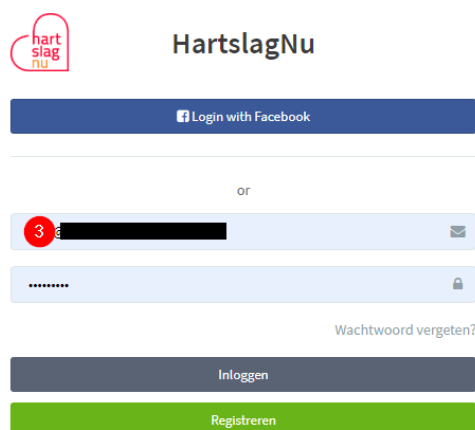 hart
slag
nu
HartslagNu
Login with Facebook
or
3
Wachtwoord vergeten?
Inloggen
Registreren